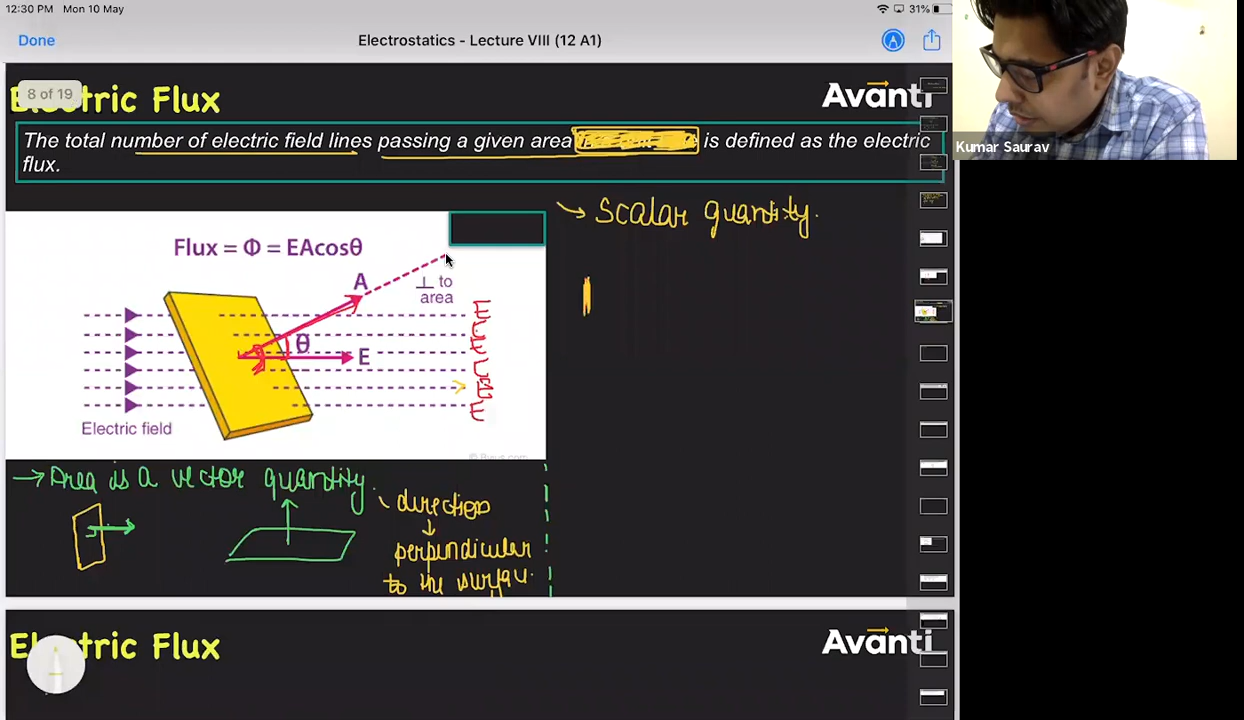 12:30 PM Mon 10 May
31%
Done
Electrostatics - Lecture VIII (12 A1)
8 of 19
Electric Flux
Avanti
The total number of electric field lines passing a given area
is defined as the electric
flux.
Kumar Saurav
→ Scalar quantity.
Flux = Φ = EAcosθ
A
⊥ to
area
θ
E
Electric field
→ Area is a vector quantity.
direction
↓
perpendicular
to the surface.
Electric Flux
Avanti